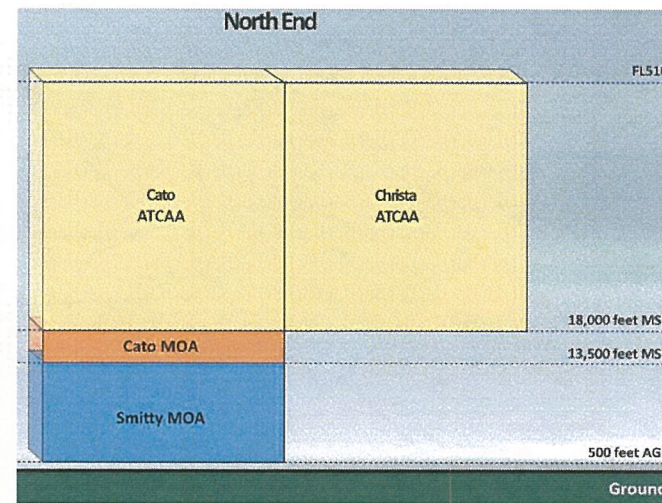 North End
FL510
Cato
ATCAA
Christa
ATCAA
18,000 feet MS
Cato MOA
13,500 feet MS
Smitty MOA
500 feet AG
Ground